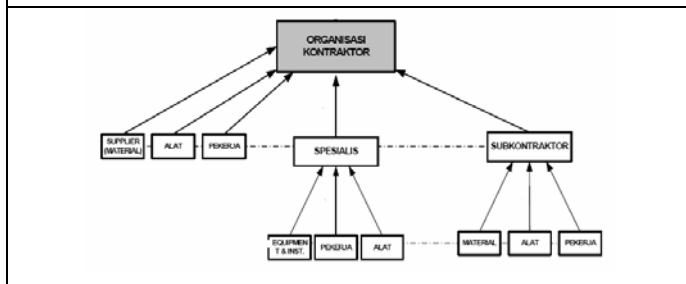 ORGANISASI
KONTRAKTOR
SUPPLIER
(MATERIAL)
ALAT
PEKERJA
SPESIALIS
SUBKONTRAKTOR
EQUIPMEN
T & INST.
PEKERJA
ALAT
MATERIAL
ALAT
PEKERJA